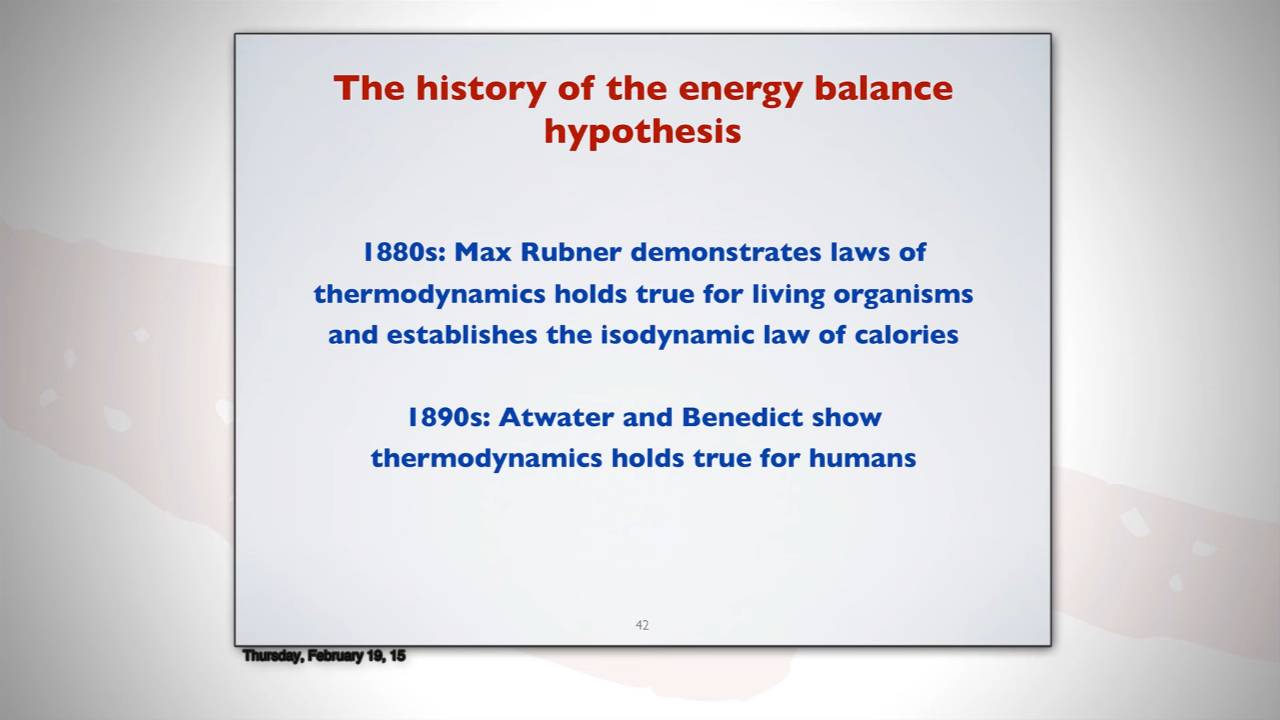 The history of the energy balance
hypothesis
1880s: Max Rubner demonstrates laws of
thermodynamics holds true for living organisms
and establishes the isodynamic law of calories
1890s: Atwater and Benedict show
thermodynamics holds true for humans
42
Thursday, February 19, 15